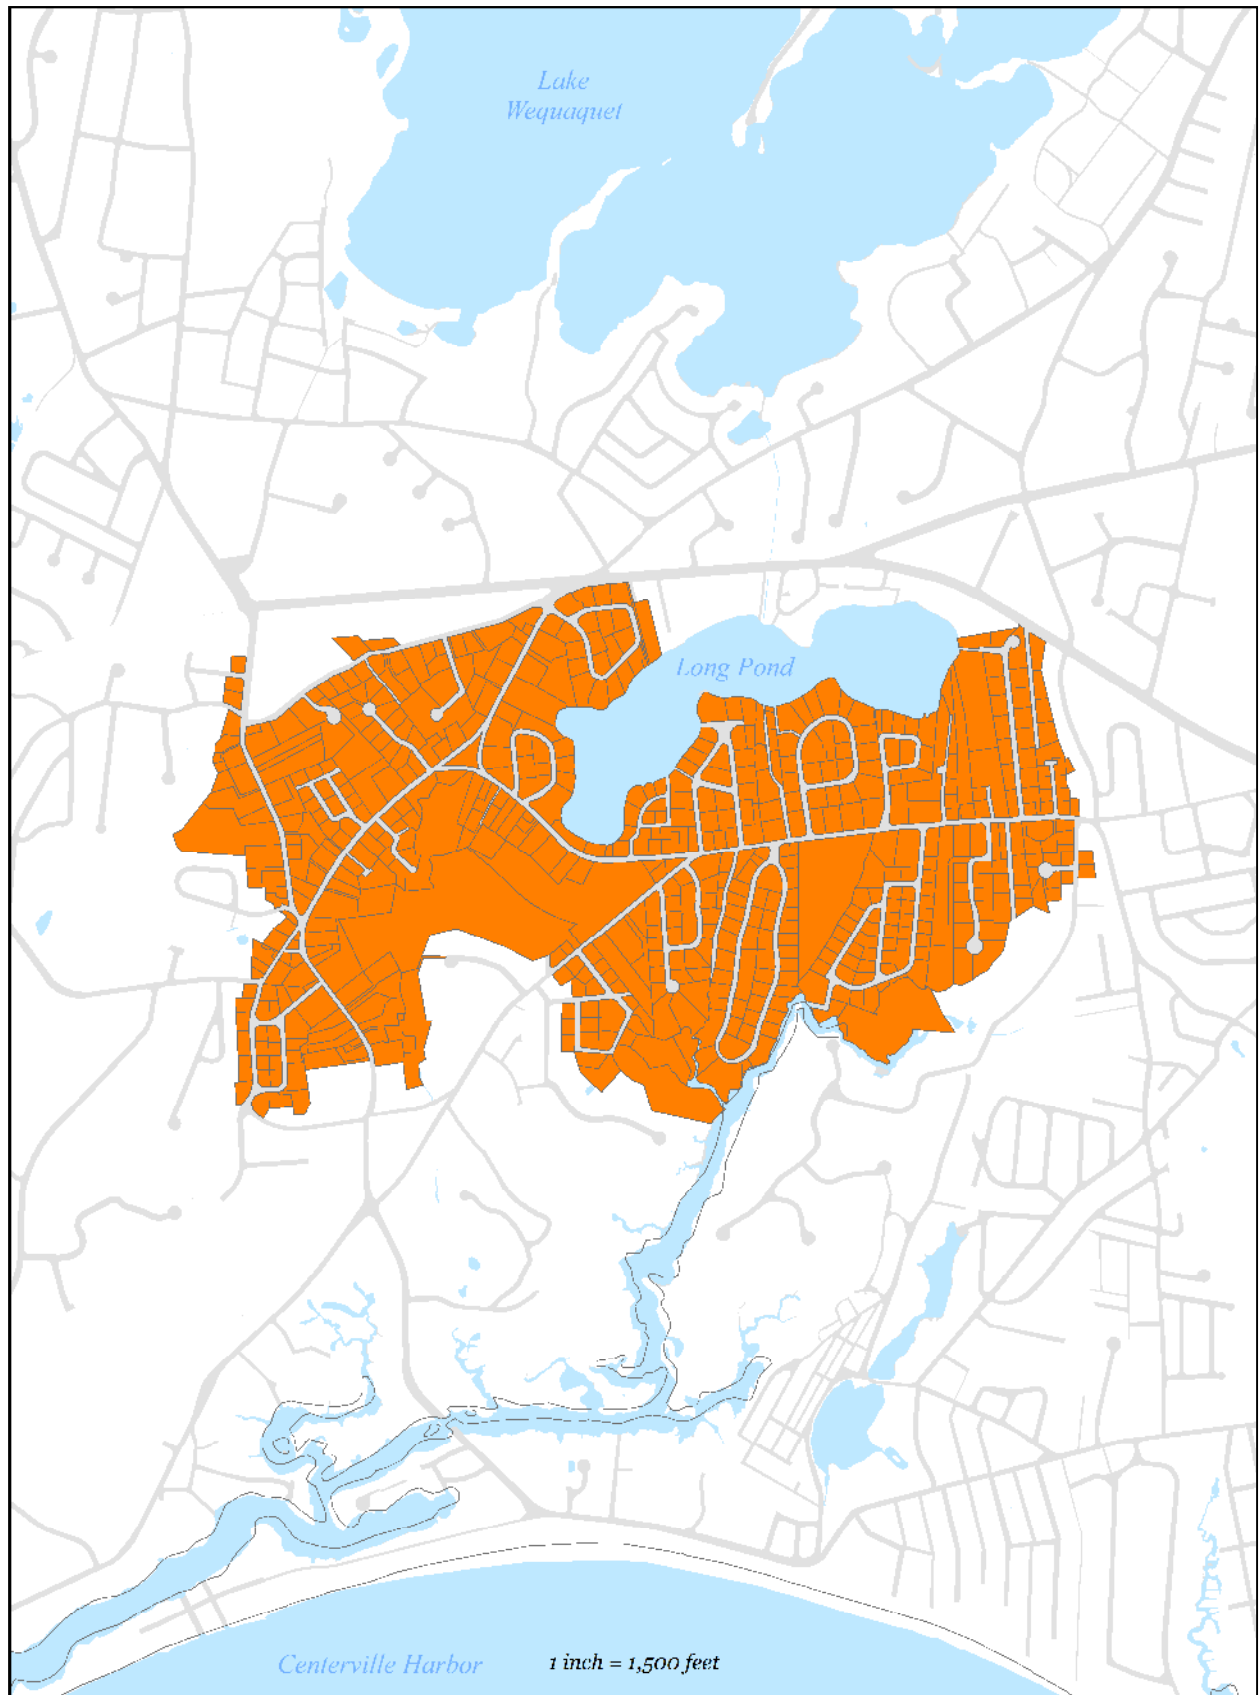 Lake
Wequaquet
Long Pond
Centerville Harbor
1 inch = 1,500 feet